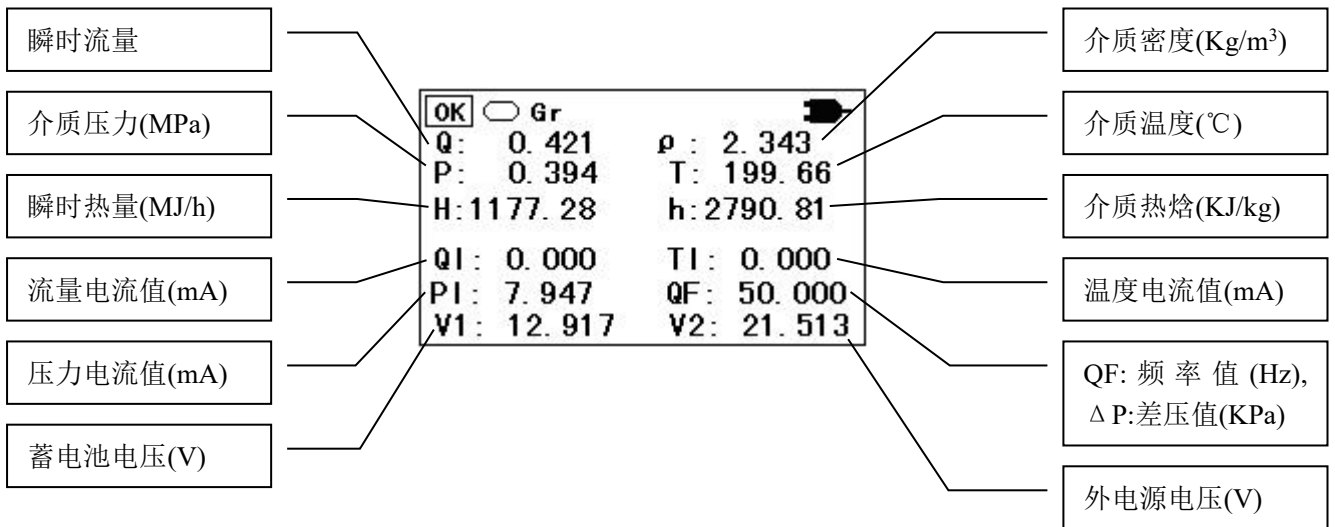 瞬时流量
介质压力(MPa)
瞬时热量(MJ/h)
流量电流值(mA)
压力电流值(mA)
蓄电池电压(V)
OK Gr
Q: 0.421 ρ: 2.343
P: 0.394 T: 199.66
H:1177.28 h:2790.81
QI: 0.000 TI: 0.000
PI: 7.947 QF: 50.000
V1: 12.917 V2: 21.513
介质密度(Kg/m³)
介质温度(℃)
介质热焓(KJ/kg)
温度电流值(mA)
QF: 频 率 值 (Hz),
ΔP:差压值(KPa)
外电源电压(V)